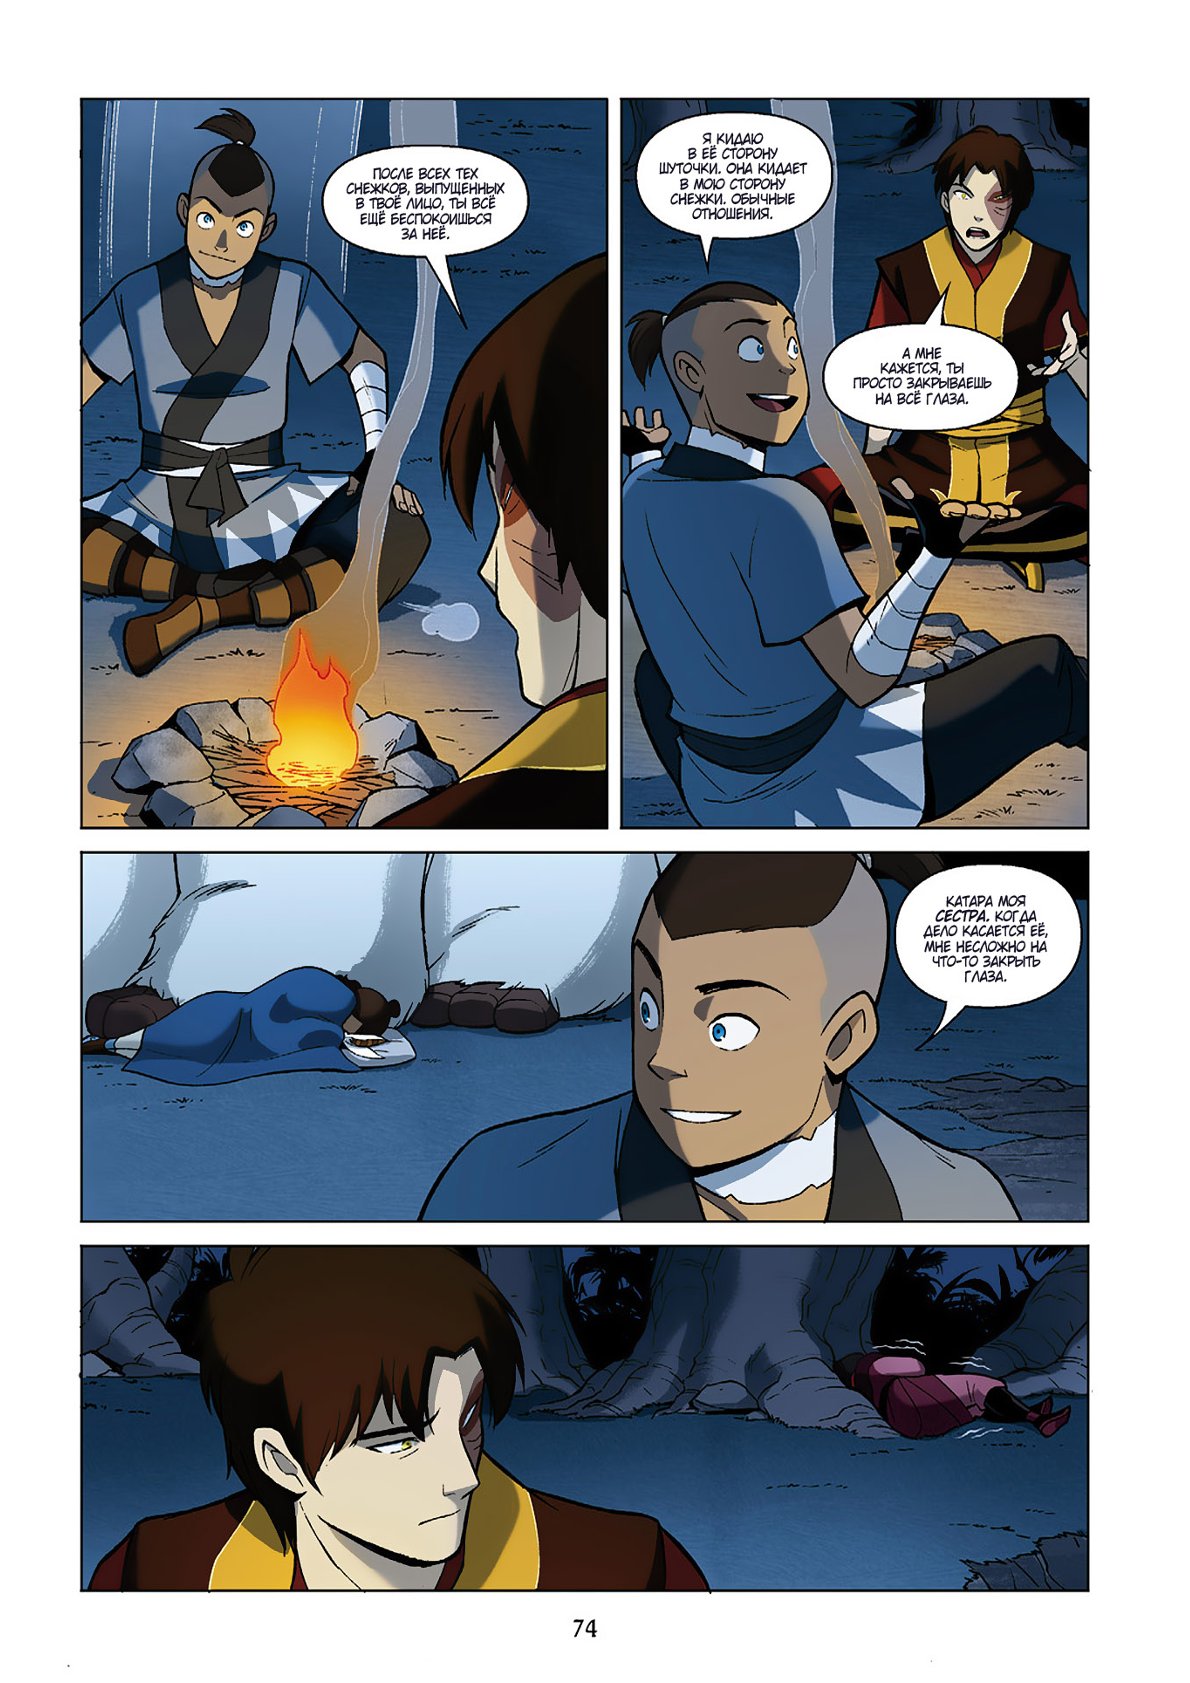 ПОСЛЕ ВСЕХ ТЕХ
СНЕЖКОВ, ВЫПУЩЕННЫХ
В ТВОЁ ЛИЦО, ТЫ ВСЁ
ЕЩЁ БЕСПОКОИШЬСЯ
ЗА НЕЁ.
Я КИДАЮ
В ЕЁ СТОРОНУ
ШУТОЧКИ. ОНА КИДАЕТ
В МОЮ СТОРОНУ
СНЕЖКИ. ОБЫЧНЫЕ
ОТНОШЕНИЯ.
А МНЕ
КАЖЕТСЯ, ТЫ
ПРОСТО ЗАКРЫВАЕШЬ
НА ВСЁ ГЛАЗА.
КАТАРА МОЯ
СЕСТРА. КОГДА
ДЕЛО КАСАЕТСЯ ЕЁ,
МНЕ НЕСЛОЖНО НА
ЧТО-ТО ЗАКРЫТЬ
ГЛАЗА.
74